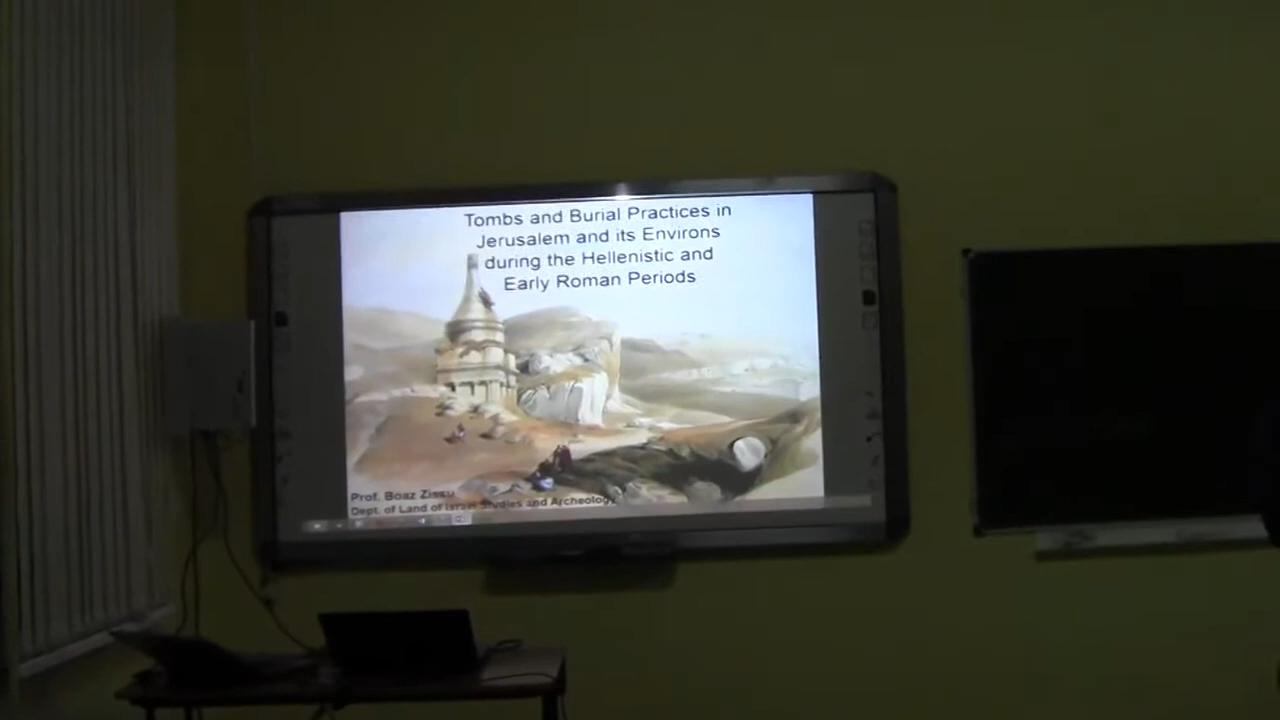 Tombs and Burial Practices in
Jerusalem and its Environs
during the Hellenistic and
Early Roman Periods
Prof. Boaz Zissu
Dept. of Land of Israel Studies and Archeology